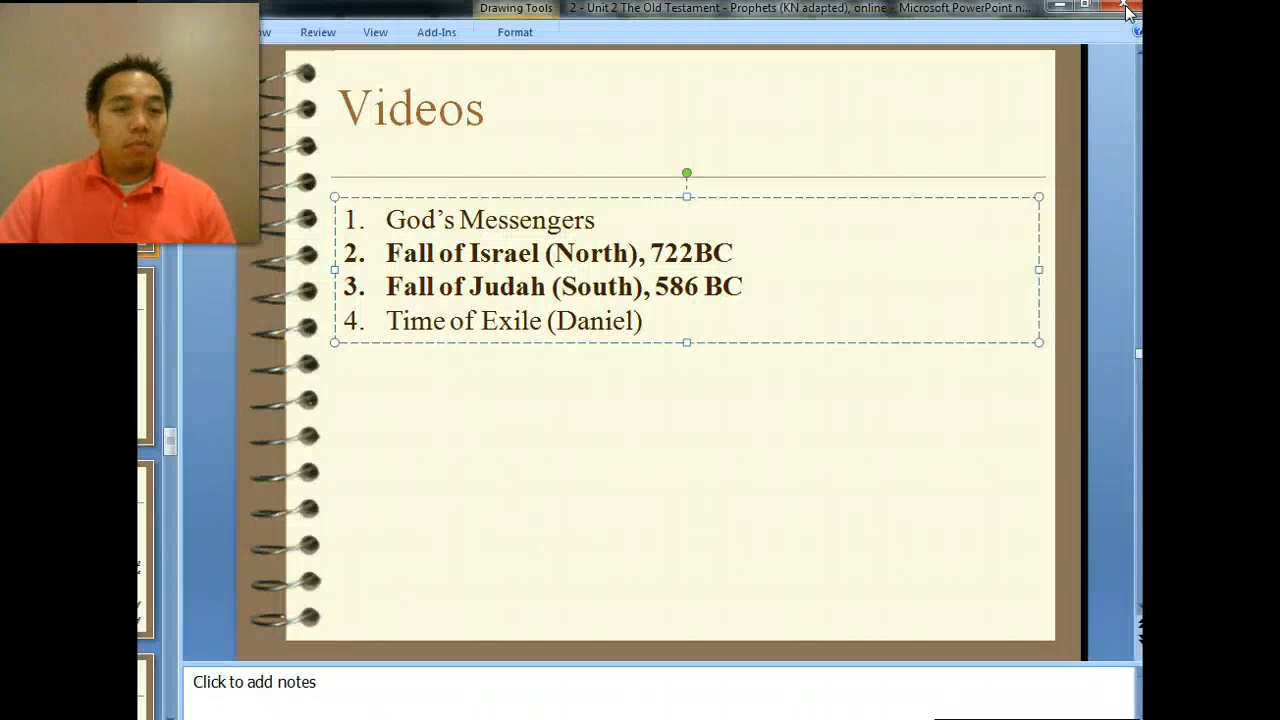 Drawing Tools
2 - Unit 2 The Old Testament - Prophets (KN adapted), online - Microsoft PowerPoint n...
Review View Add-Ins Format
Videos
1. God's Messengers
2. Fall of Israel (North), 722BC
3. Fall of Judah (South), 586 BC
4. Time of Exile (Daniel)
Click to add notes